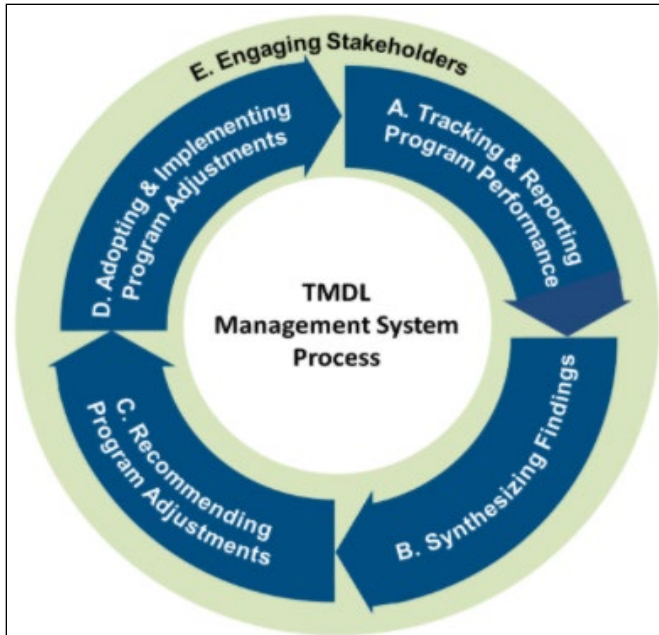 E. Engaging Stakeholders
A. Tracking & Reporting
Program Performance
B. Synthesizing Findings
C. Recommending
Program Adjustments
D. Adopting & Implementing
Program Adjustments
TMDL
Management System
Process